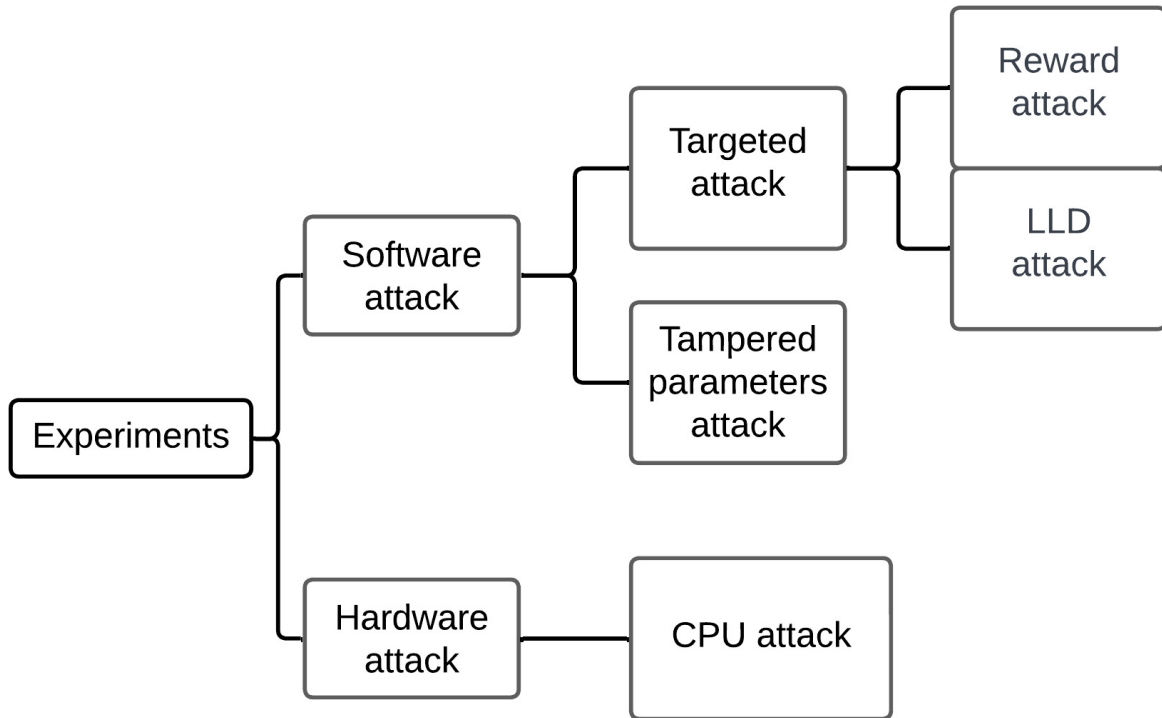 Reward
attack
Targeted
attack
LLD
attack
Software
attack
Tampered
parameters
attack
Experiments
Hardware
attack
CPU attack